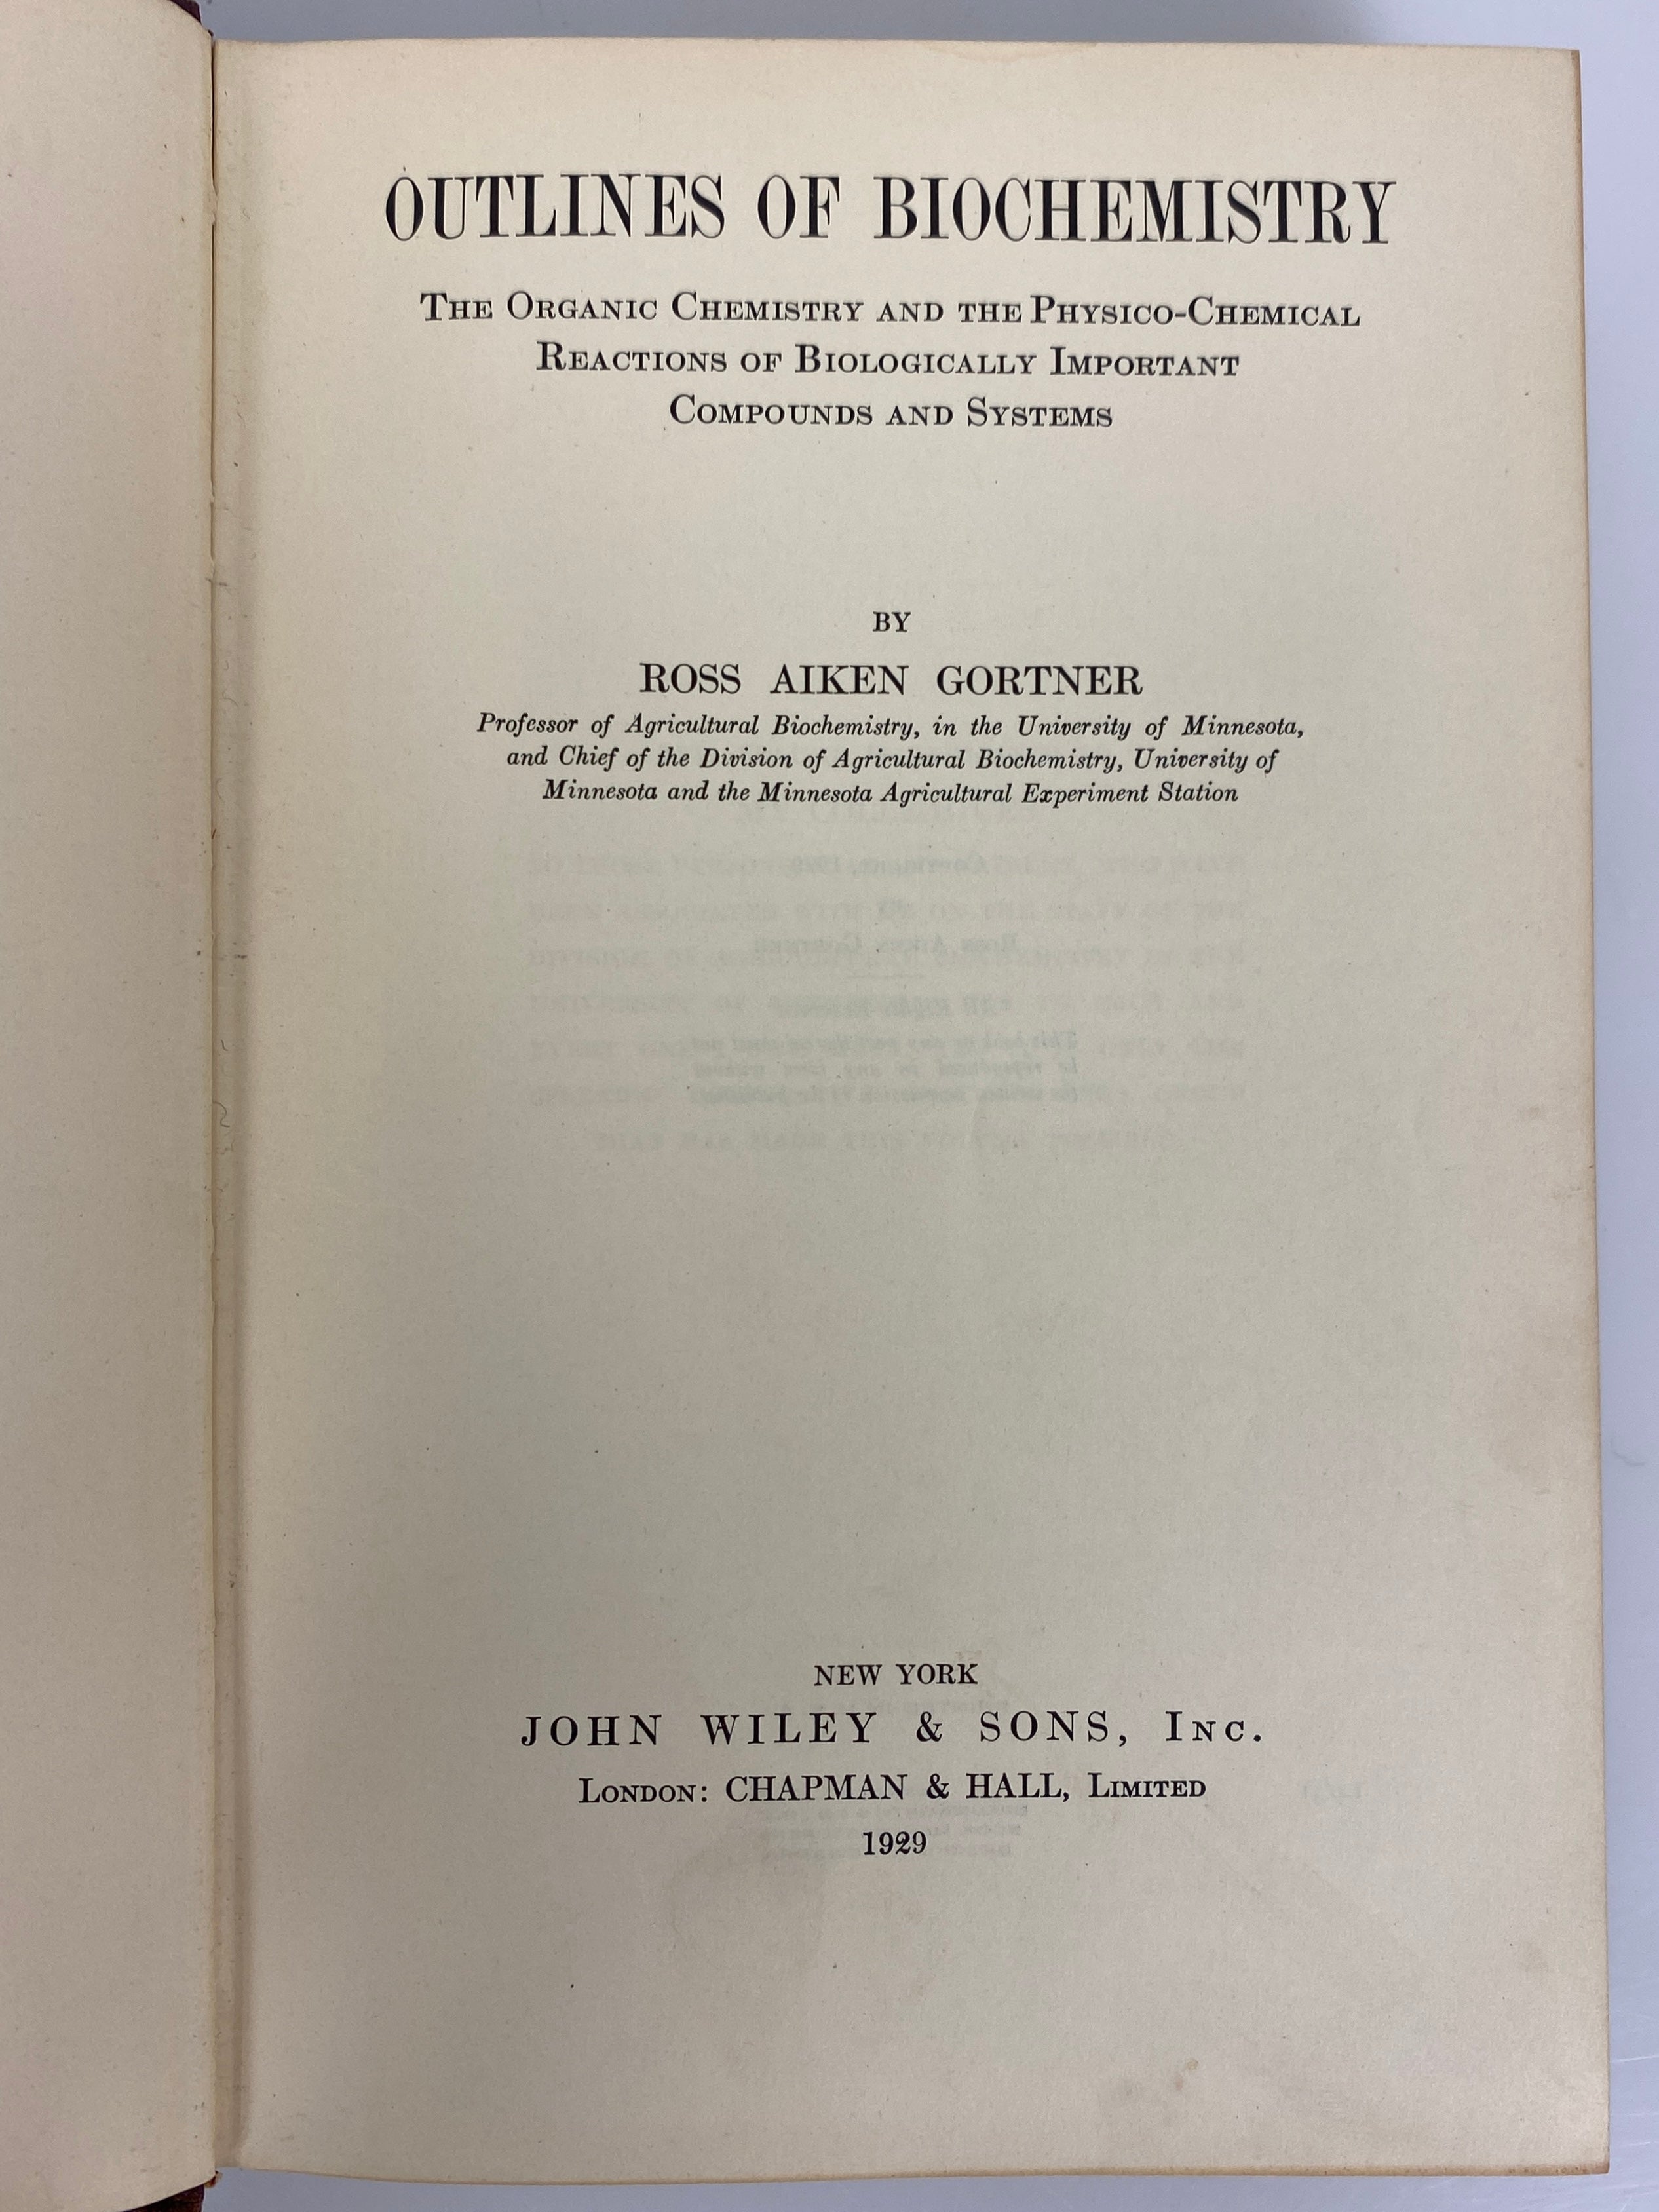 OUTLINES OF BIOCHEMISTRY
The Organic Chemistry and the Physico-Chemical
Reactions of Biologically Important
Compounds and Systems
BY
ROSS AIKEN GORTNER
Professor of Agricultural Biochemistry, in the University of Minnesota,
and Chief of the Division of Agricultural Biochemistry, University of
Minnesota and the Minnesota Agricultural Experiment Station
NEW YORK
JOHN WILEY & SONS, Inc.
London: CHAPMAN & HALL, Limited
1929